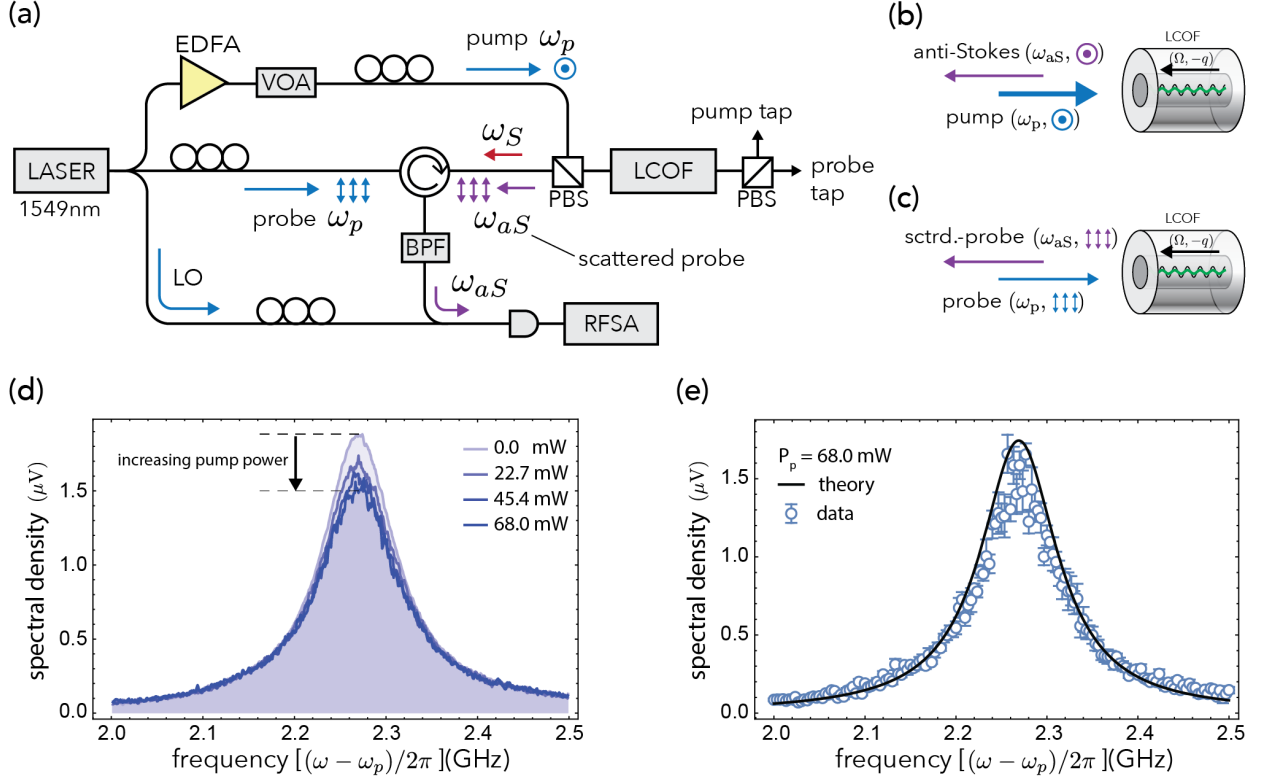 (a)
EDFA
VOA
pump ωp
pump tap
LASER
1549nm
probe ωp
ωS
ωaS
PBS
LCOF
PBS
probe
tap
BPF
scattered probe
LO
ωaS
RFSA
(b)
LCOF
anti-Stokes (ωaS, ⊙)
(Ω, −q)
pump (ωp, ⊙)
(c)
LCOF
sctrd.-probe (ωaS, ↕↕↕)
(Ω, −q)
probe (ωp, ↕↕↕)
(d)
increasing pump power
0.0 mW
22.7 mW
45.4 mW
68.0 mW
spectral density (μV)
1.5
1.0
0.5
0.0
2.0 2.1 2.2 2.3 2.4 2.5
frequency [(ω − ωp)/2π](GHz)
(e)
Pp = 68.0 mW
theory
data
spectral density (μV)
1.5
1.0
0.5
0.0
2.0 2.1 2.2 2.3 2.4 2.5
frequency [(ω − ωp)/2π](GHz)